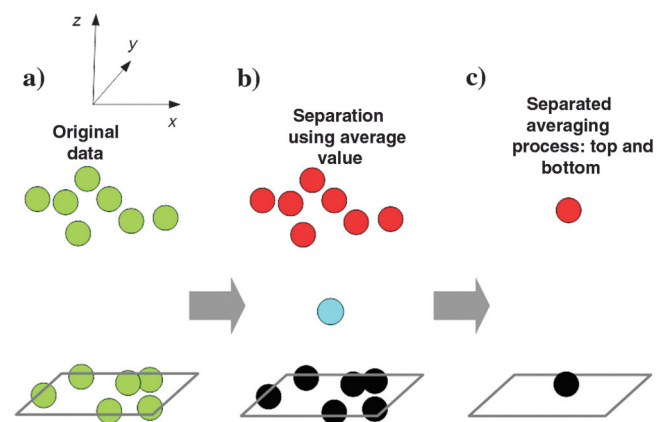 z
y
x
a)
Original
data
b)
Separation
using average
value
c)
Separated
averaging
process: top and
bottom